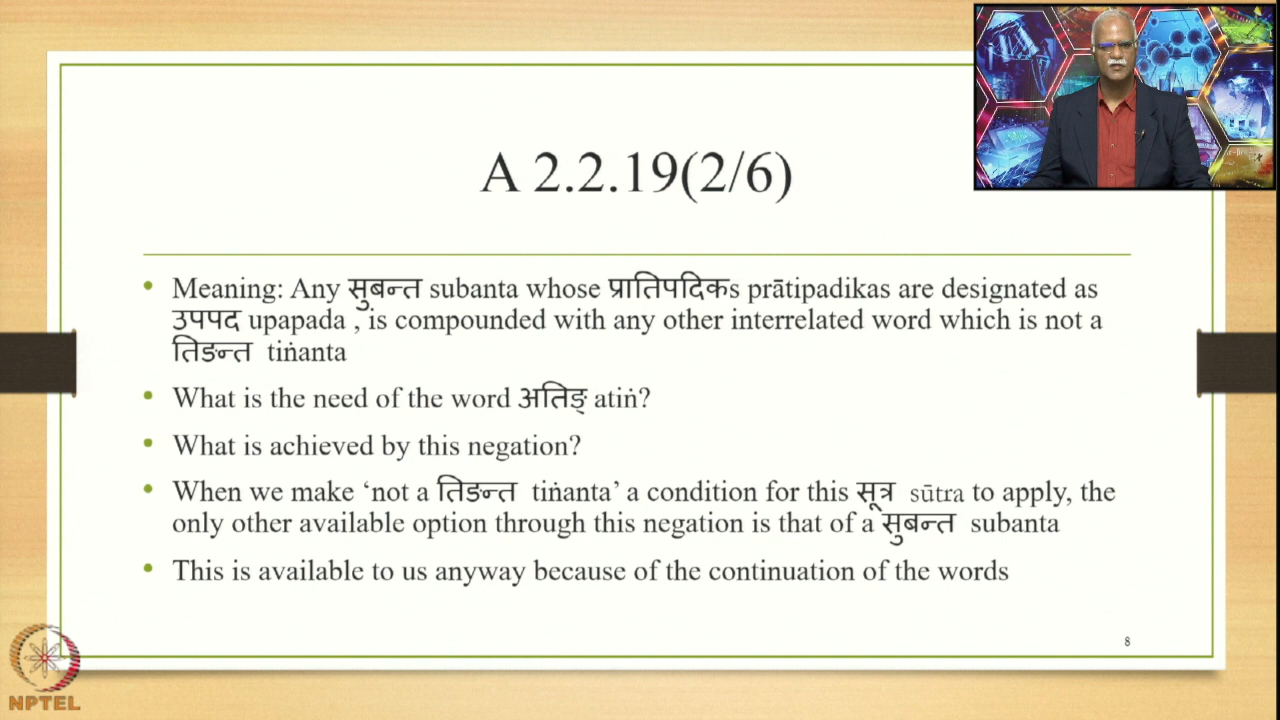 A 2.2.19(2/6)
• Meaning: Any सुबन्त subanta whose प्रातिपदिकs prātipadikas are designated as
उपपद upapada , is compounded with any other interrelated word which is not a
तिङन्त tiṅanta
• What is the need of the word अतिङ् atiṅ?
• What is achieved by this negation?
• When we make ‘not a तिङन्त tiṅanta’ a condition for this सूत्र sūtra to apply, the
only other available option through this negation is that of a सुबन्त subanta
• This is available to us anyway because of the continuation of the words
8
NPTEL